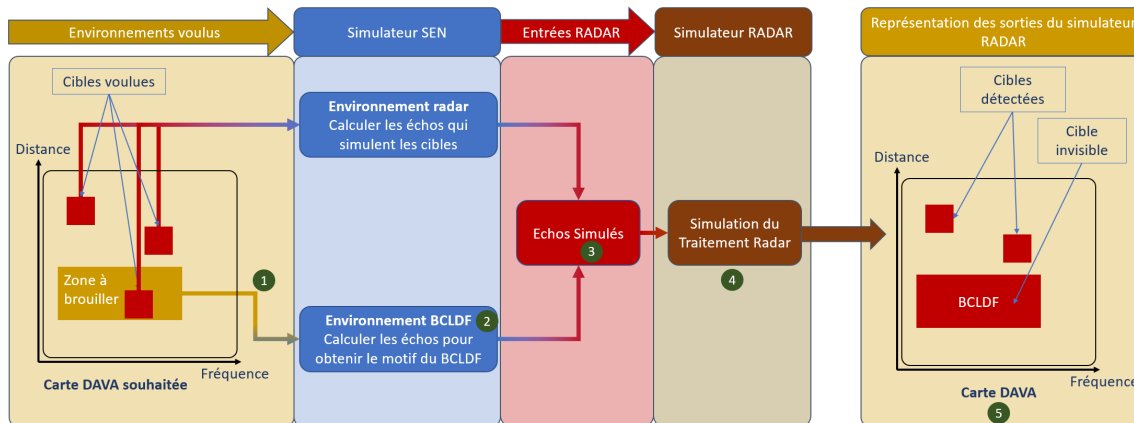 Environnements voulus
Simulateur SEN
Entrées RADAR
Simulateur RADAR
Représentation des sorties du simulateur
RADAR
Cibles voulues
Distance
Zone à
brouiller
1
Fréquence
Carte DAVA souhaitée
Environnement radar
Calculer les échos qui
simulent les cibles
Environnement BCLDF
2
Calculer les échos pour
obtenir le motif du BCLDF
Echos Simulés
3
Simulation du
Traitement Radar
4
Cibles
détectées
Cible
invisible
Distance
BCLDF
Fréquence
Carte DAVA
5